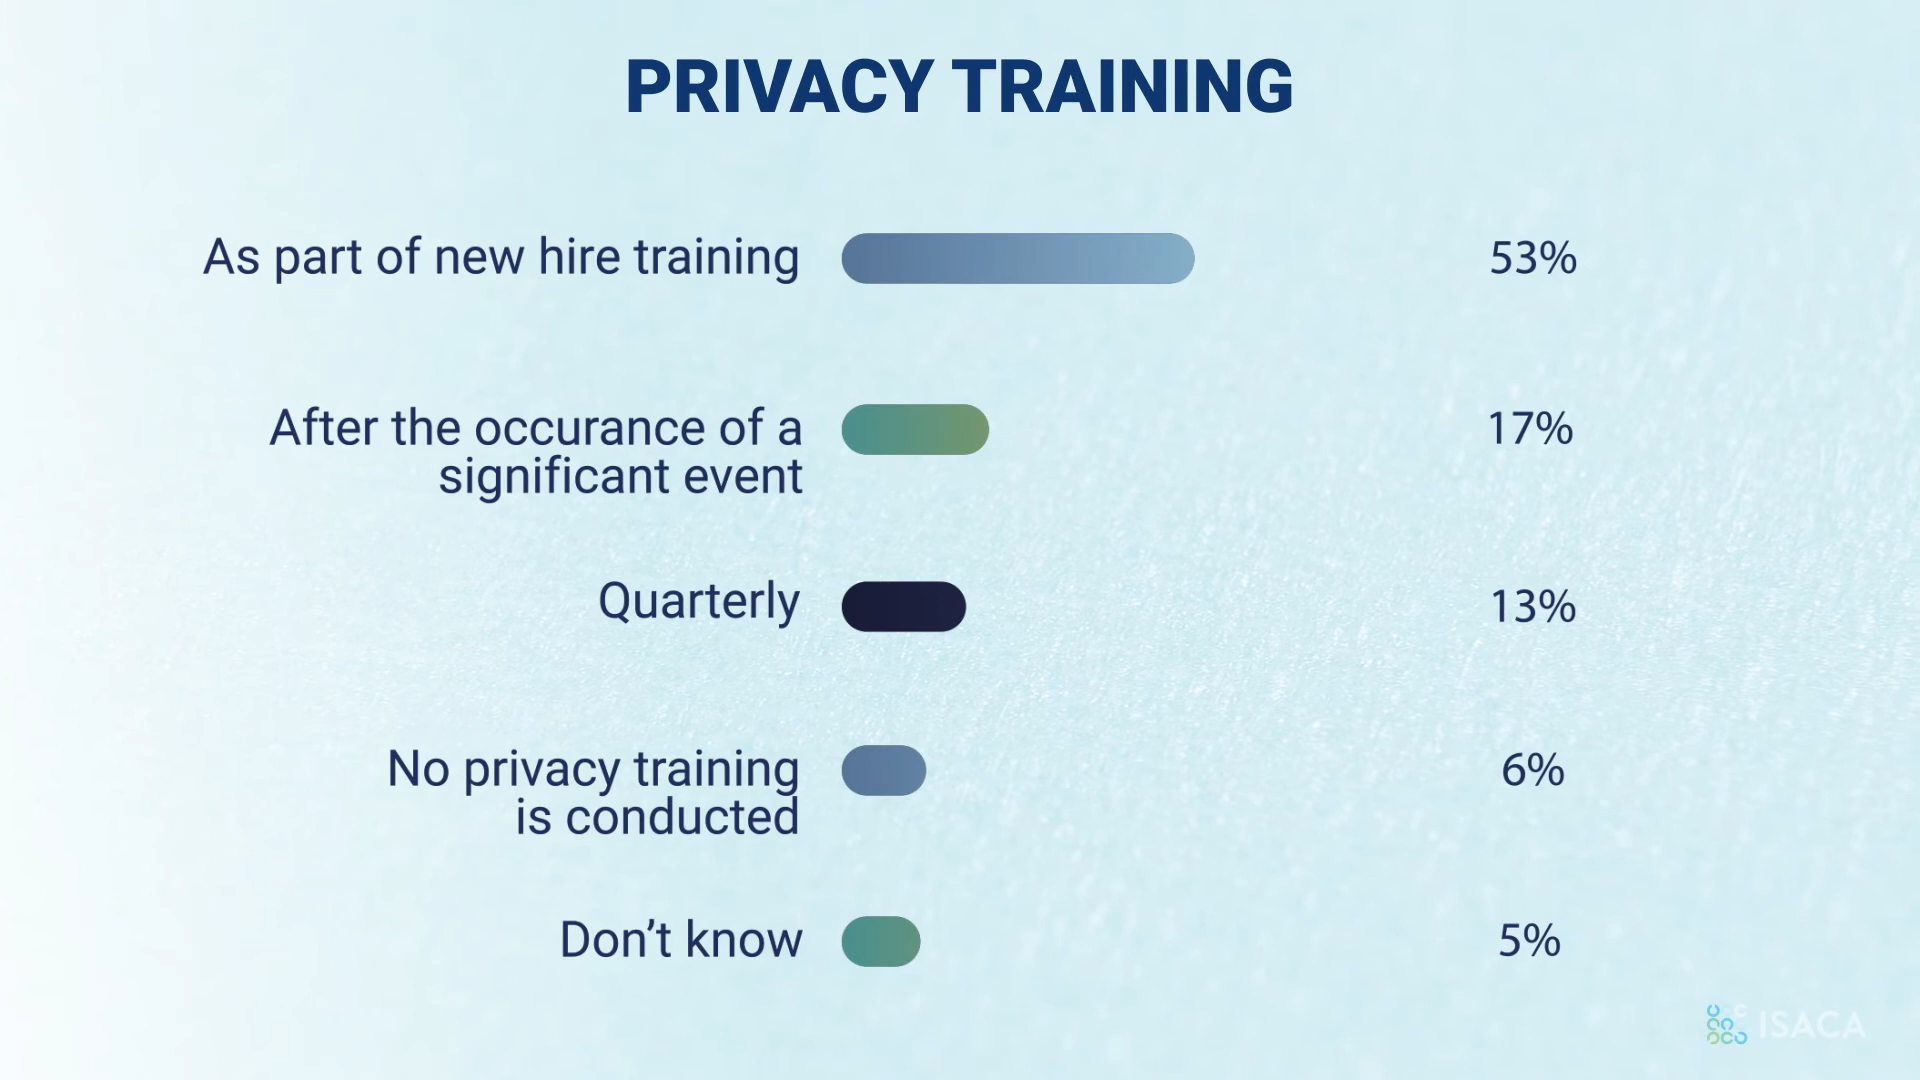 PRIVACY TRAINING
As part of new hire training 53%
After the occurance of a 17%
significant event
Quarterly 13%
No privacy training 6%
is conducted
Don’t know 5%
ISACA